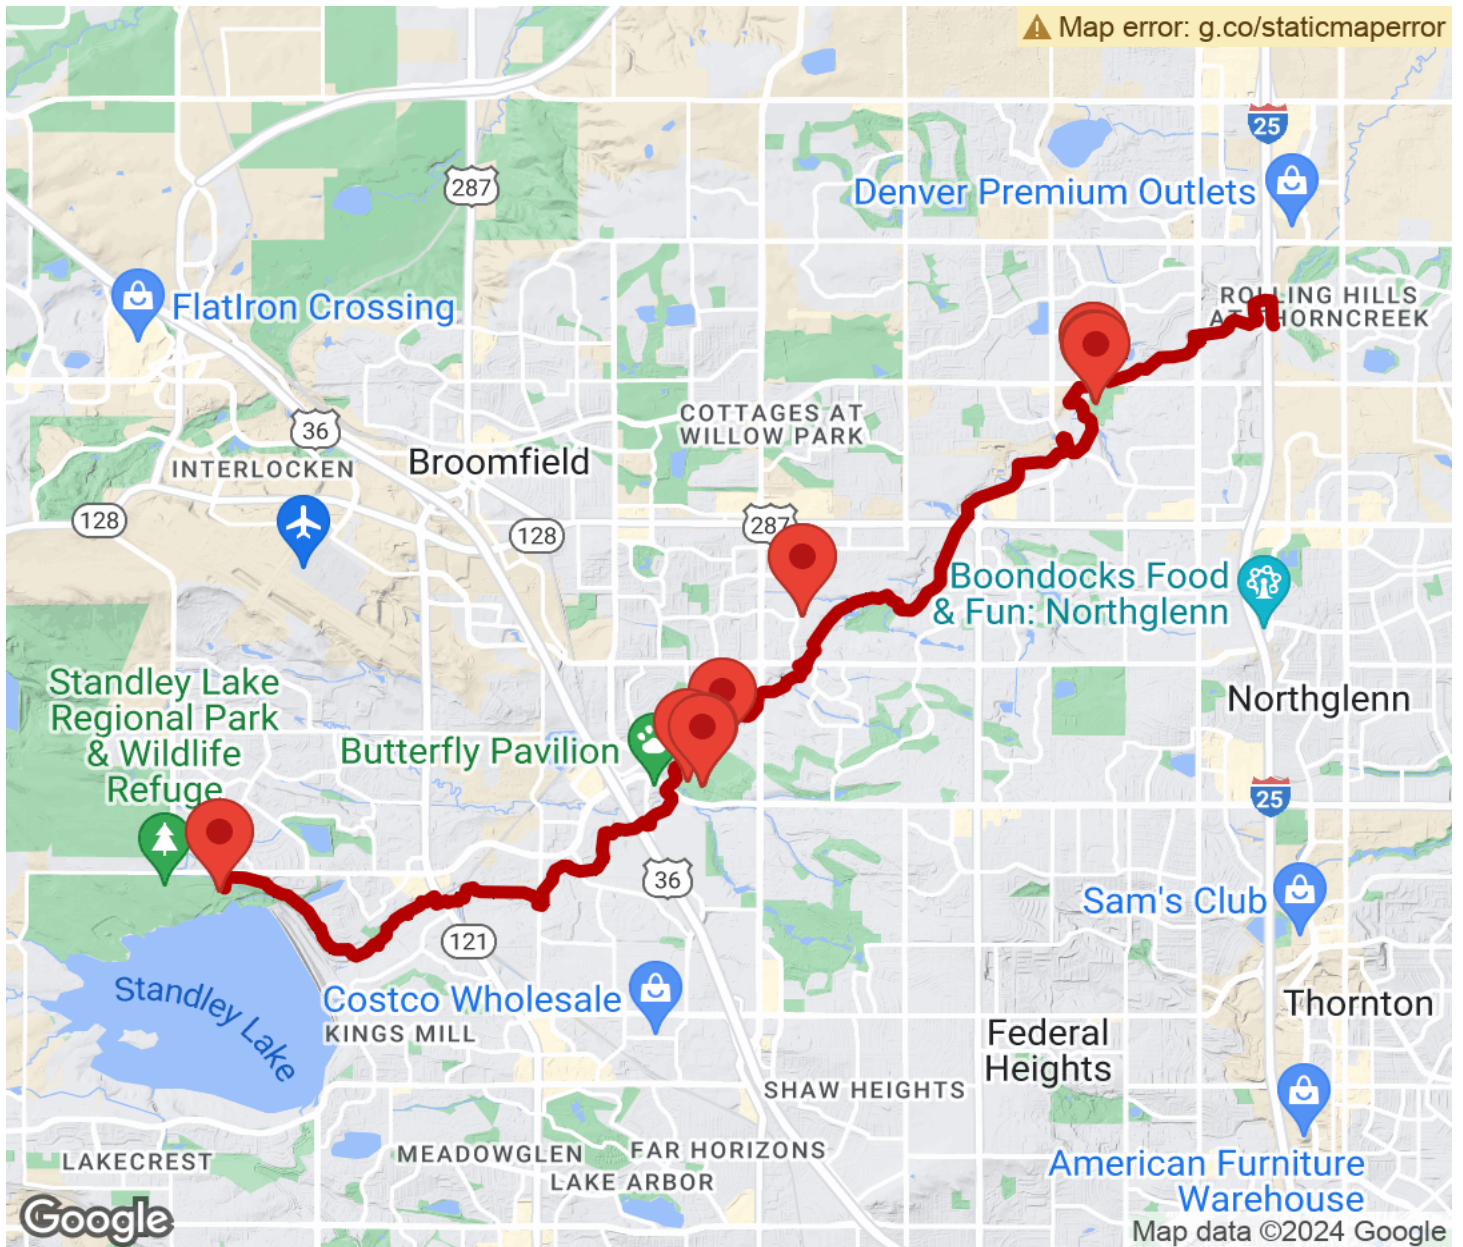 Map error: g.co/staticmaperror
25
287
Denver Premium Outlets
FlatIron Crossing
ROLLING HILLS
AT THORNCREEK
36
COTTAGES AT
WILLOW PARK
INTERLOCKEN
Broomfield
128
128
287
Boondocks Food
& Fun: Northglenn
Standley Lake
Regional Park
& Wildlife
Refuge
Northglenn
Butterfly Pavilion
25
36
Sam's Club
121
Standley Lake
Costco Wholesale
KINGS MILL
Thornton
Federal
Heights
SHAW HEIGHTS
LAKECREST
MEADOWGLEN
FAR HORIZONS
LAKE ARBOR
American Furniture
Warehouse
Google
Map data ©2024 Google